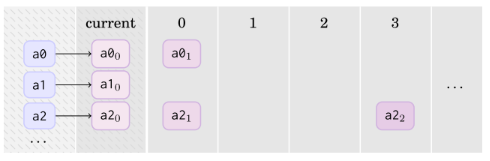 current 0 1 2 3
a0 a0₀ a0₁
a1 a1₀ ...
a2 a2₀ a2₁ a2₂
...